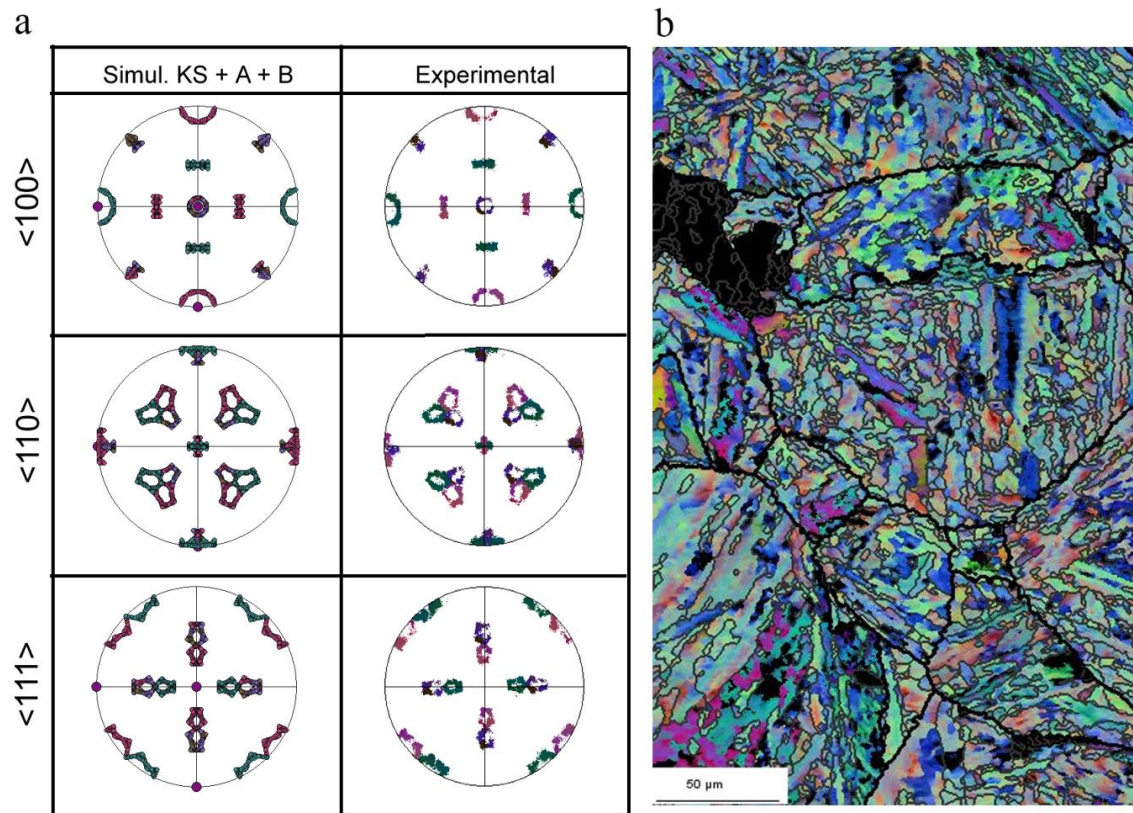 a
Simul. KS + A + B
Experimental
<100>
<110>
<111>
b
50 µm